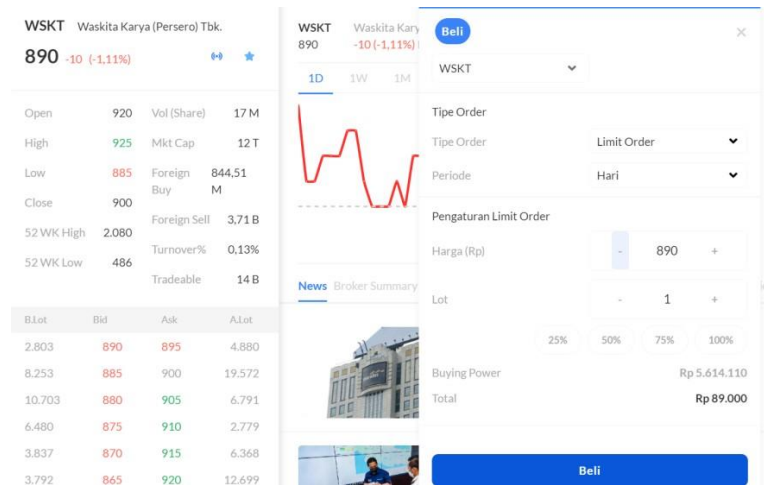 WSKT Waskita Karya (Persero) Tbk.
890 -10 (-1,11%)
Open 920 Vol (Share) 17 M
High 925 Mkt Cap 12 T
Low 885 Foreign Buy 844,51 M
Close 900
Foreign Sell 3,71 B
52 WK High 2.080
Turnover% 0,13%
52 WK Low 486
Tradeable 14 B
B.Lot Bid Ask A.Lot
2.803 890 895 4.880
8.253 885 900 19.572
10.703 880 905 6.791
6.480 875 910 2.779
3.837 870 915 6.368
3.792 865 920 12.699
WSKT Waskita Kary
890 -10 (-1,11%)
1D 1W 1M
News Broker Summary
Beli ×
WSKT
Tipe Order
Tipe Order Limit Order
Periode Hari
Pengaturan Limit Order
Harga (Rp) - 890 +
Lot - 1 +
25% 50% 75% 100%
Buying Power Rp 5.614.110
Total Rp 89.000
Beli